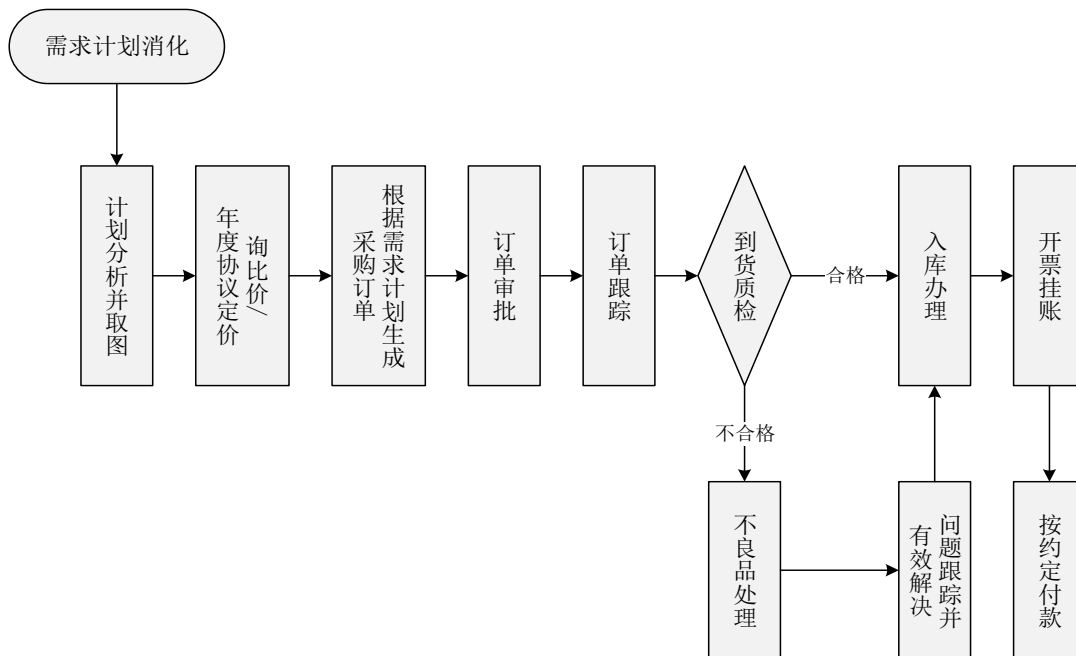 需求计划消化
计划分析并取图
询比价/
年度协议定价
根据需求计划生成
采购订单
订单审批
订单跟踪
到货质检
合格
入库办理
开票挂账
不合格
不良品处理
问题跟踪并
有效解决
按约定付款